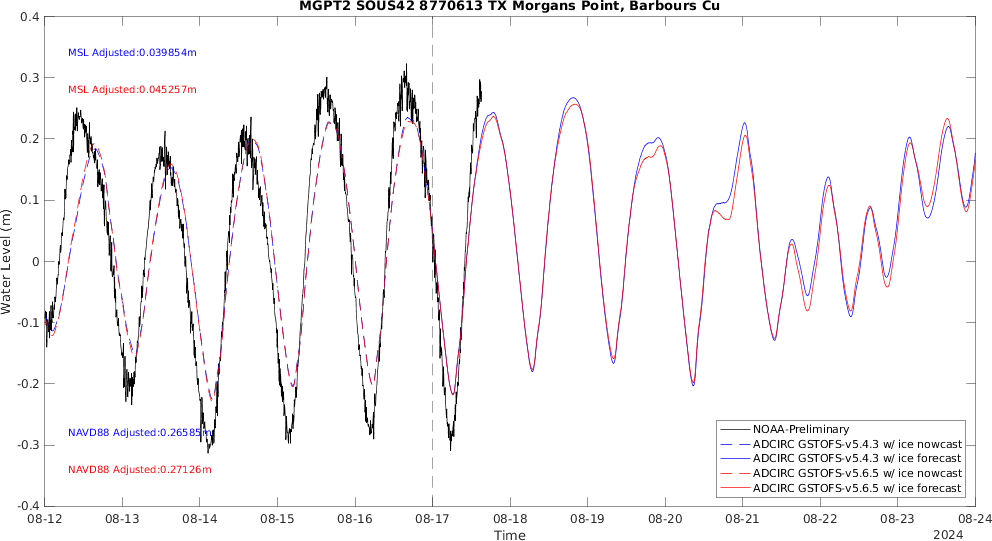 MGPT2 SOUS42 8770613 TX Morgans Point, Barbours Cu
0.4
0.3
0.2
0.1
0
-0.1
-0.2
-0.3
-0.4
Water Level (m)
MSL Adjusted:0.039854m
MSL Adjusted:0.045257m
NAVD88 Adjusted:0.26585m
NAVD88 Adjusted:0.27126m
NOAA-Preliminary
ADCIRC GSTOFS-v5.4.3 w/ ice nowcast
ADCIRC GSTOFS-v5.4.3 w/ ice forecast
ADCIRC GSTOFS-v5.6.5 w/ ice nowcast
ADCIRC GSTOFS-v5.6.5 w/ ice forecast
08-12 08-13 08-14 08-15 08-16 08-17 08-18 08-19 08-20 08-21 08-22 08-23 08-24
Time
2024